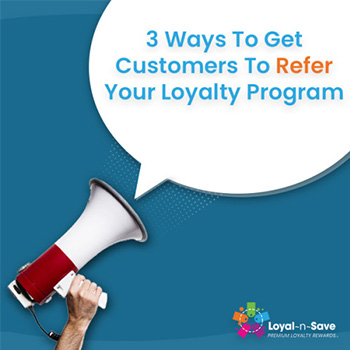 3 Ways To Get
Customers To Refer
Your Loyalty Program
Loyal-n-Save
PREMIUM LOYALTY REWARDS